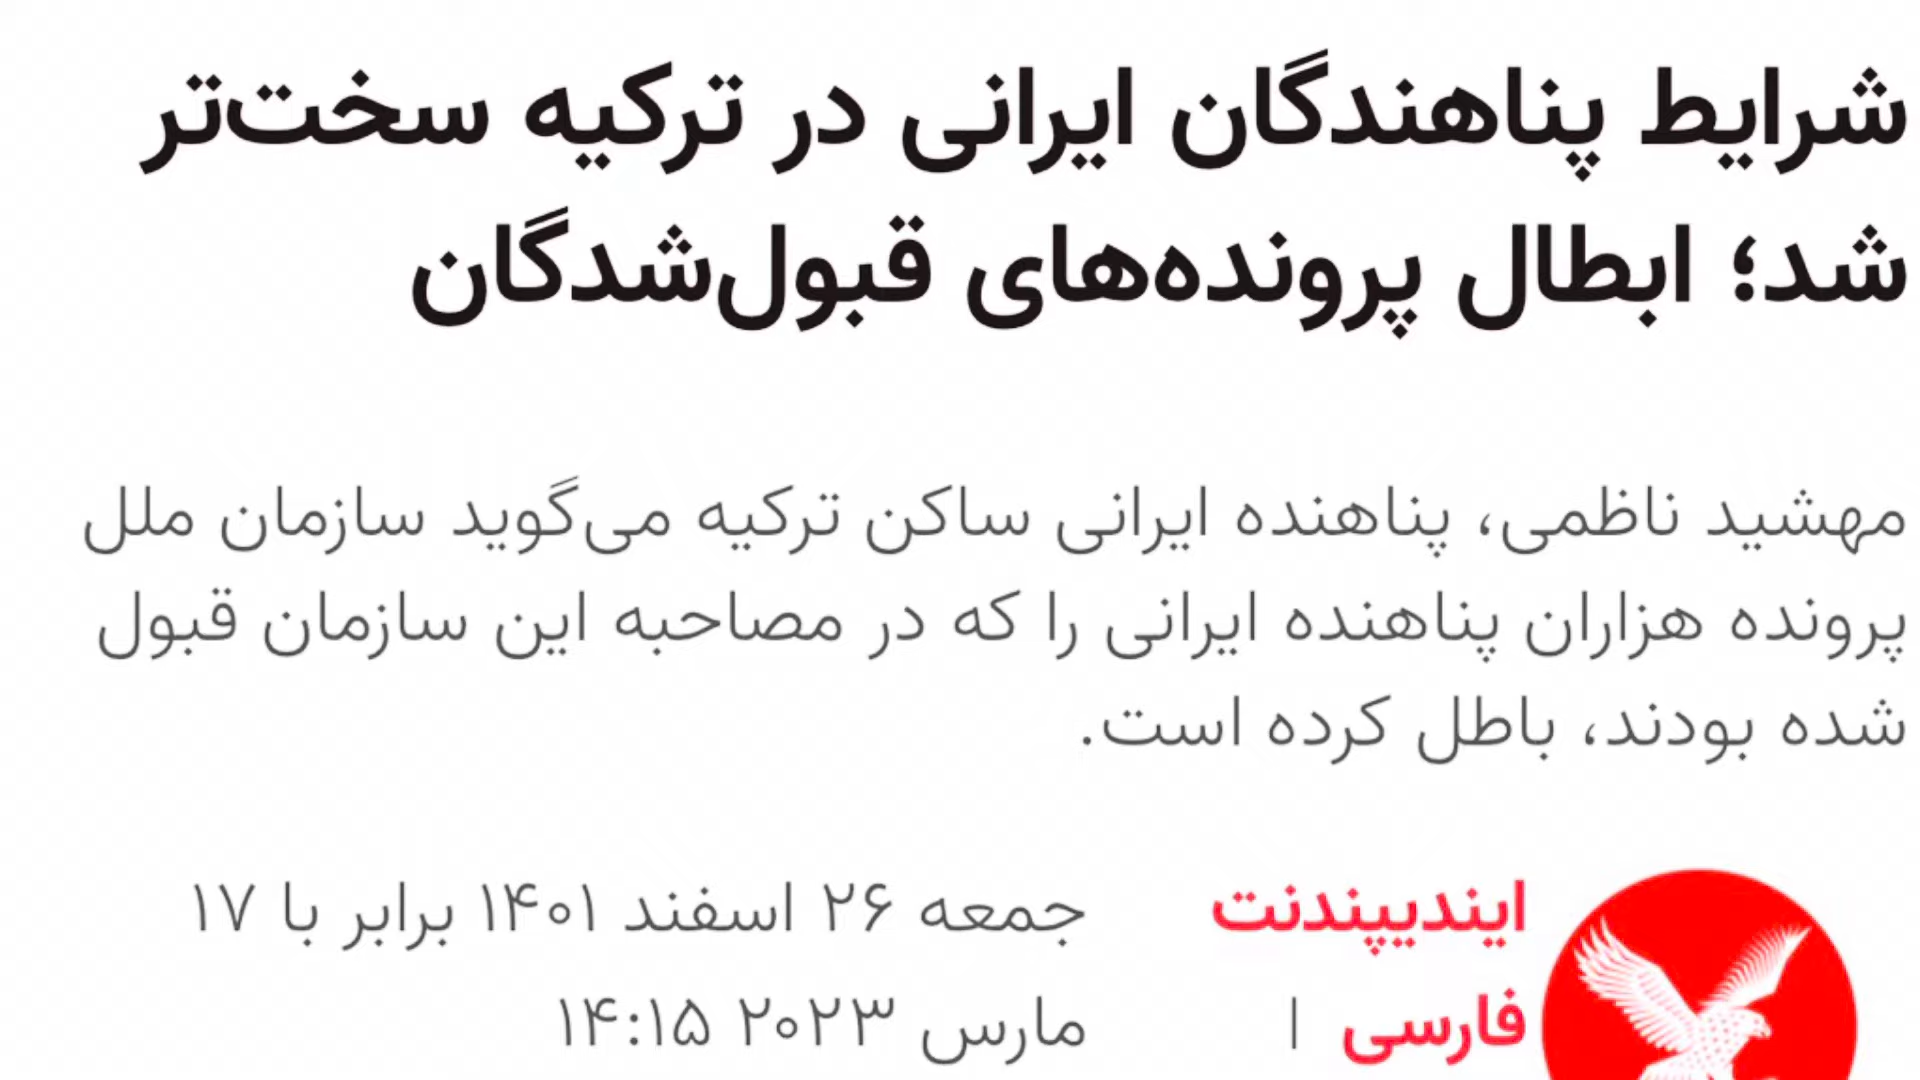 شرایط پناهندگان ایرانی در ترکیه سخت‌تر
شد؛ ابطال پرونده‌های قبول‌شدگان
مهشید ناظمی، پناهنده ایرانی ساکن ترکیه می‌گوید سازمان ملل
پرونده هزاران پناهنده ایرانی را که در مصاحبه این سازمان قبول
شده بودند، باطل کرده است.
ایندیپندنت
فارسی |
جمعه ۲۶ اسفند ۱۴۰۱ برابر با ۱۷
مارس ۲۰۲۳ ۱۴:۱۵